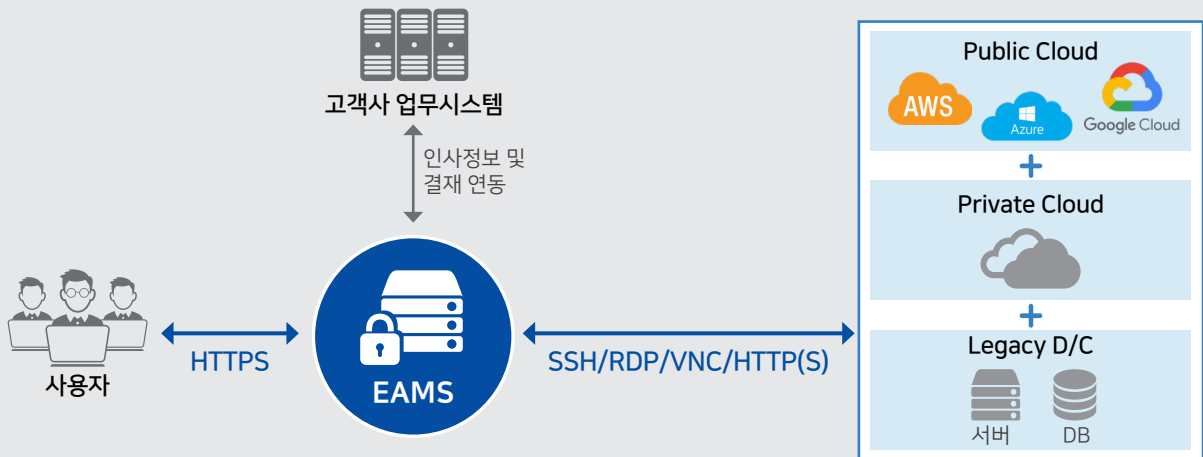 고객사 업무시스템
인사정보 및
결재 연동
사용자
HTTPS
EAMS
SSH/RDP/VNC/HTTP(S)
Public Cloud
AWS
Azure
Google Cloud
+
Private Cloud
+
Legacy D/C
서버
DB